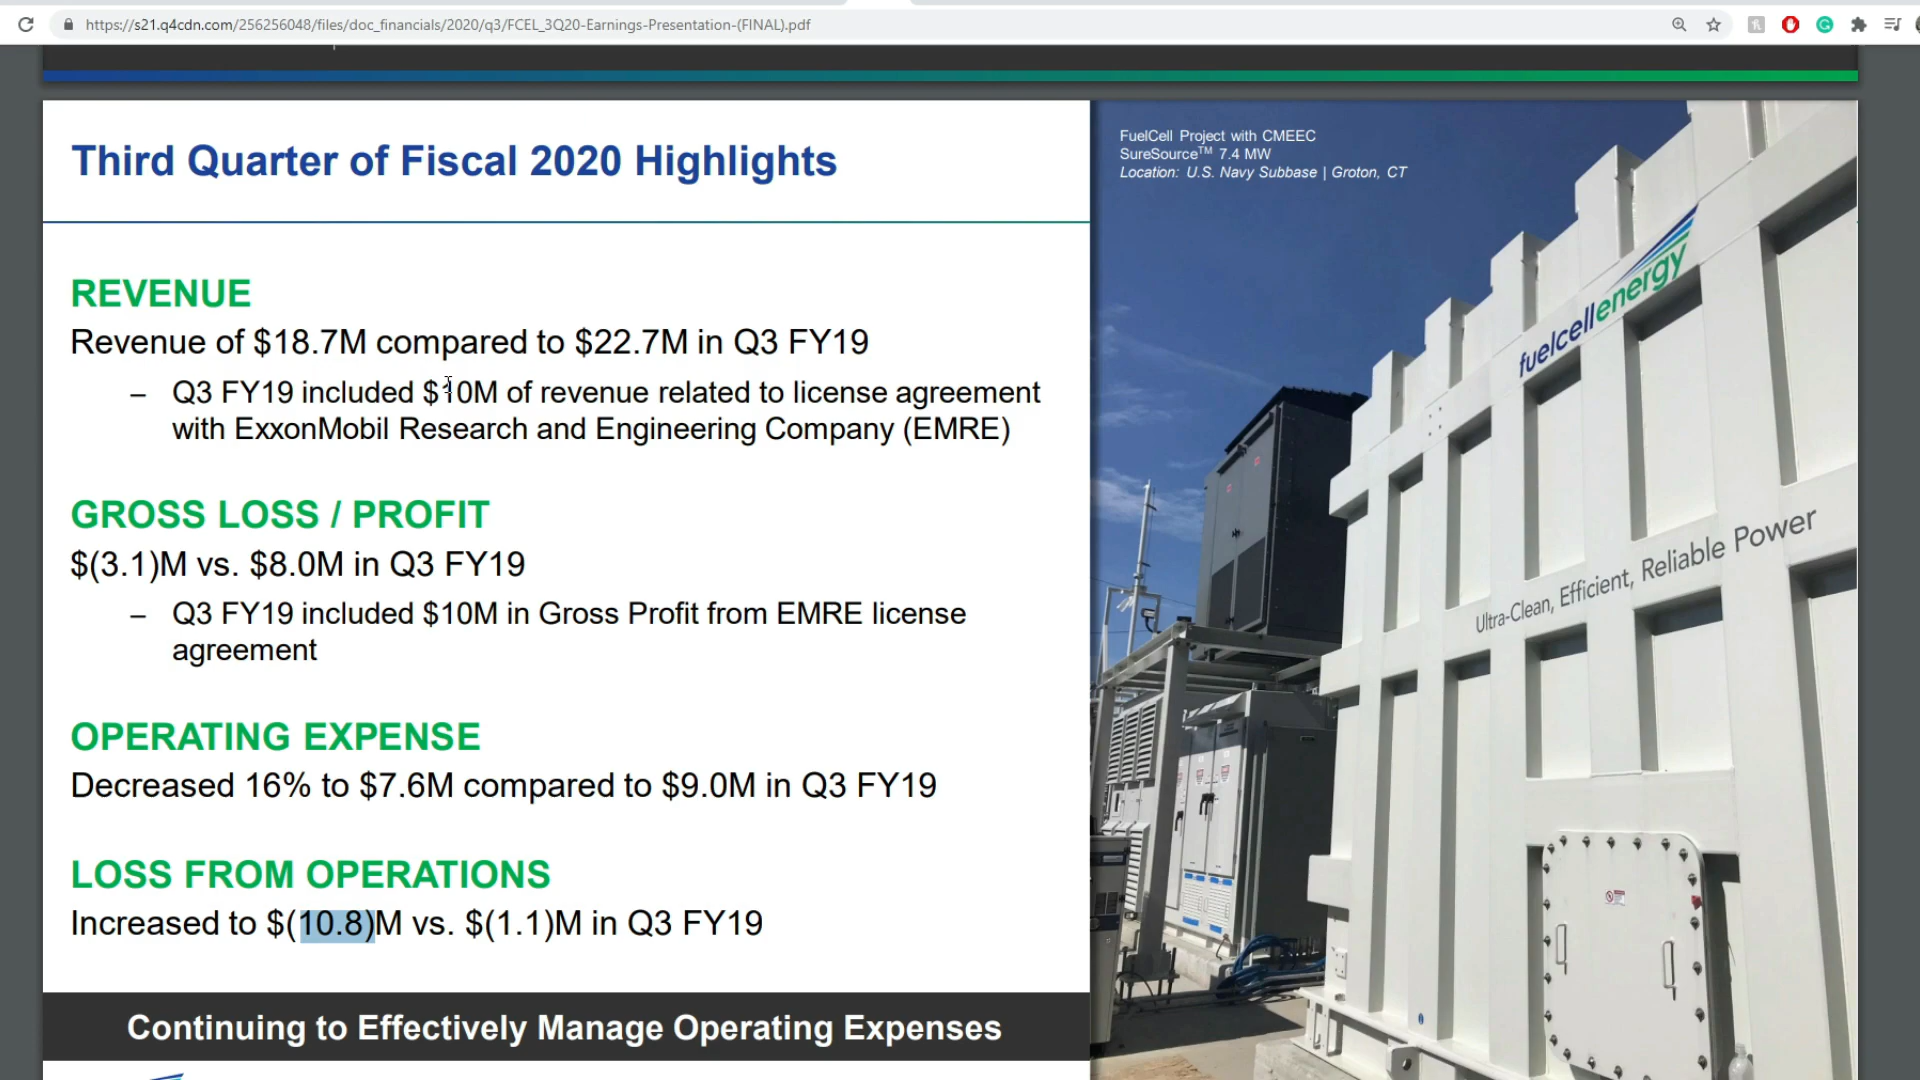 https://s21.q4cdn.com/256256048/files/doc_financials/2020/q3/FCEL_3Q20-Earnings-Presentation-(FINAL).pdf
Third Quarter of Fiscal 2020 Highlights
REVENUE
Revenue of $18.7M compared to $22.7M in Q3 FY19
– Q3 FY19 included $10M of revenue related to license agreement
with ExxonMobil Research and Engineering Company (EMRE)
GROSS LOSS / PROFIT
$(3.1)M vs. $8.0M in Q3 FY19
– Q3 FY19 included $10M in Gross Profit from EMRE license
agreement
OPERATING EXPENSE
Decreased 16% to $7.6M compared to $9.0M in Q3 FY19
LOSS FROM OPERATIONS
Increased to $(10.8)M vs. $(1.1)M in Q3 FY19
Continuing to Effectively Manage Operating Expenses
FuelCell Project with CMEEC
SureSource™ 7.4 MW
Location: U.S. Navy Subbase | Groton, CT
fuelcellenergy
Ultra-Clean, Efficient, Reliable Power